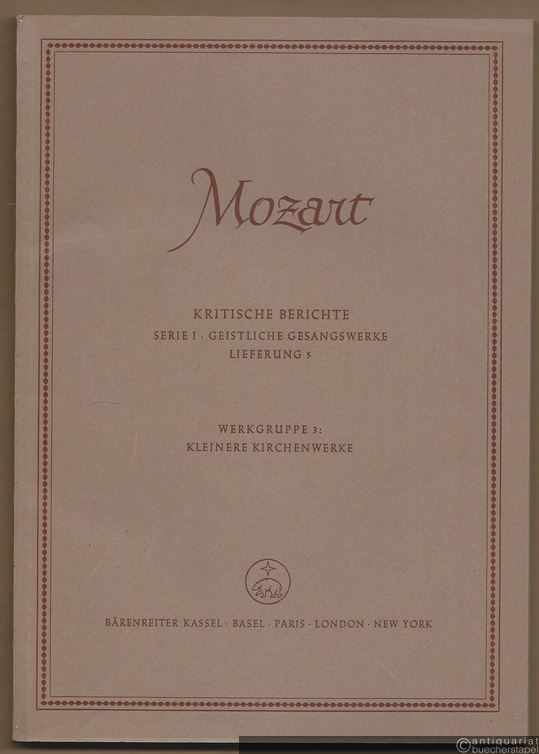 Mozart
KRITISCHE BERICHTE
SERIE I · GEISTLICHE GESANGSWERKE
LIEFERUNG 5
WERKGRUPPE 3:
KLEINERE KIRCHENWERKE
BÄRENREITER KASSEL · BASEL · PARIS · LONDON · NEW YORK
antiquariat
buecherstapel